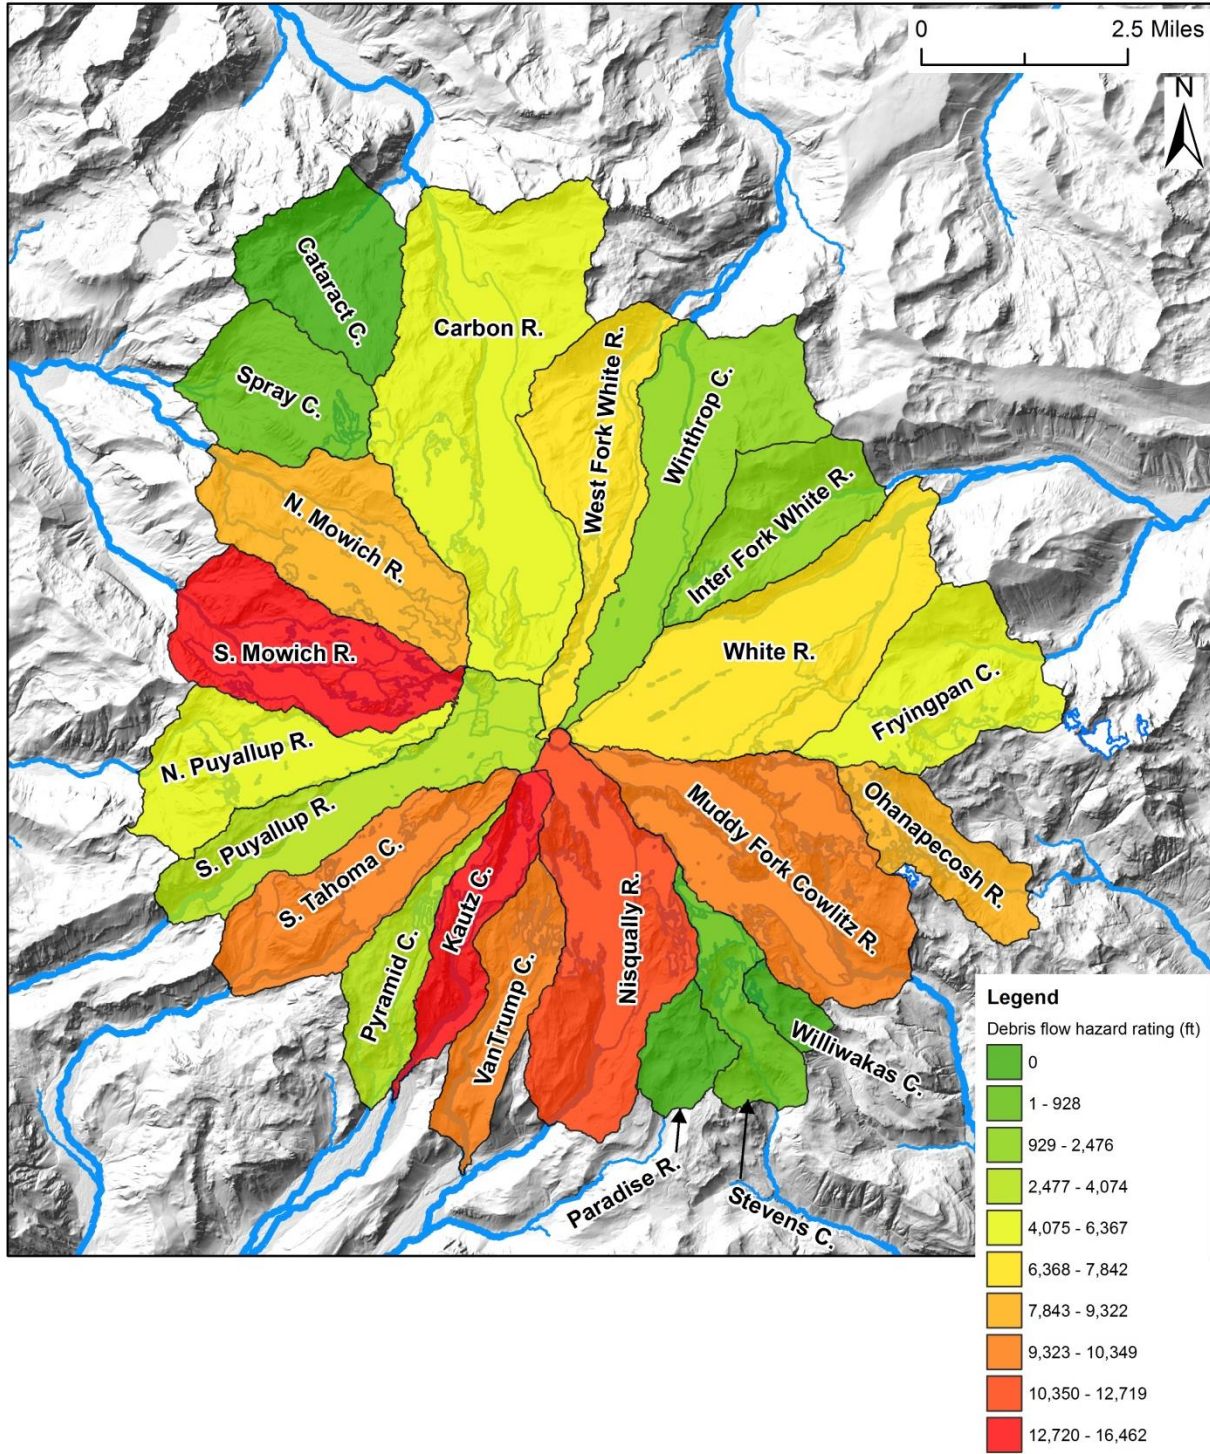 0 2.5 Miles
N
Cataract C.
Carbon R.
Spray C.
West Fork White R.
Winthrop C.
N. Mowich R.
Inter Fork White R.
S. Mowich R.
White R.
Fryingpan C.
N. Puyallup R.
Ohanapecosh R.
S. Puyallup R.
Muddy Fork Cowlitz R.
S. Tahoma C.
Kautz C.
Pyramid C.
VanTrump C.
Nisqually R.
Williwakas C.
Paradise R.
Stevens C.
Legend
Debris flow hazard rating (ft)
0
1 - 928
929 - 2,476
2,477 - 4,074
4,075 - 6,367
6,368 - 7,842
7,843 - 9,322
9,323 - 10,349
10,350 - 12,719
12,720 - 16,462